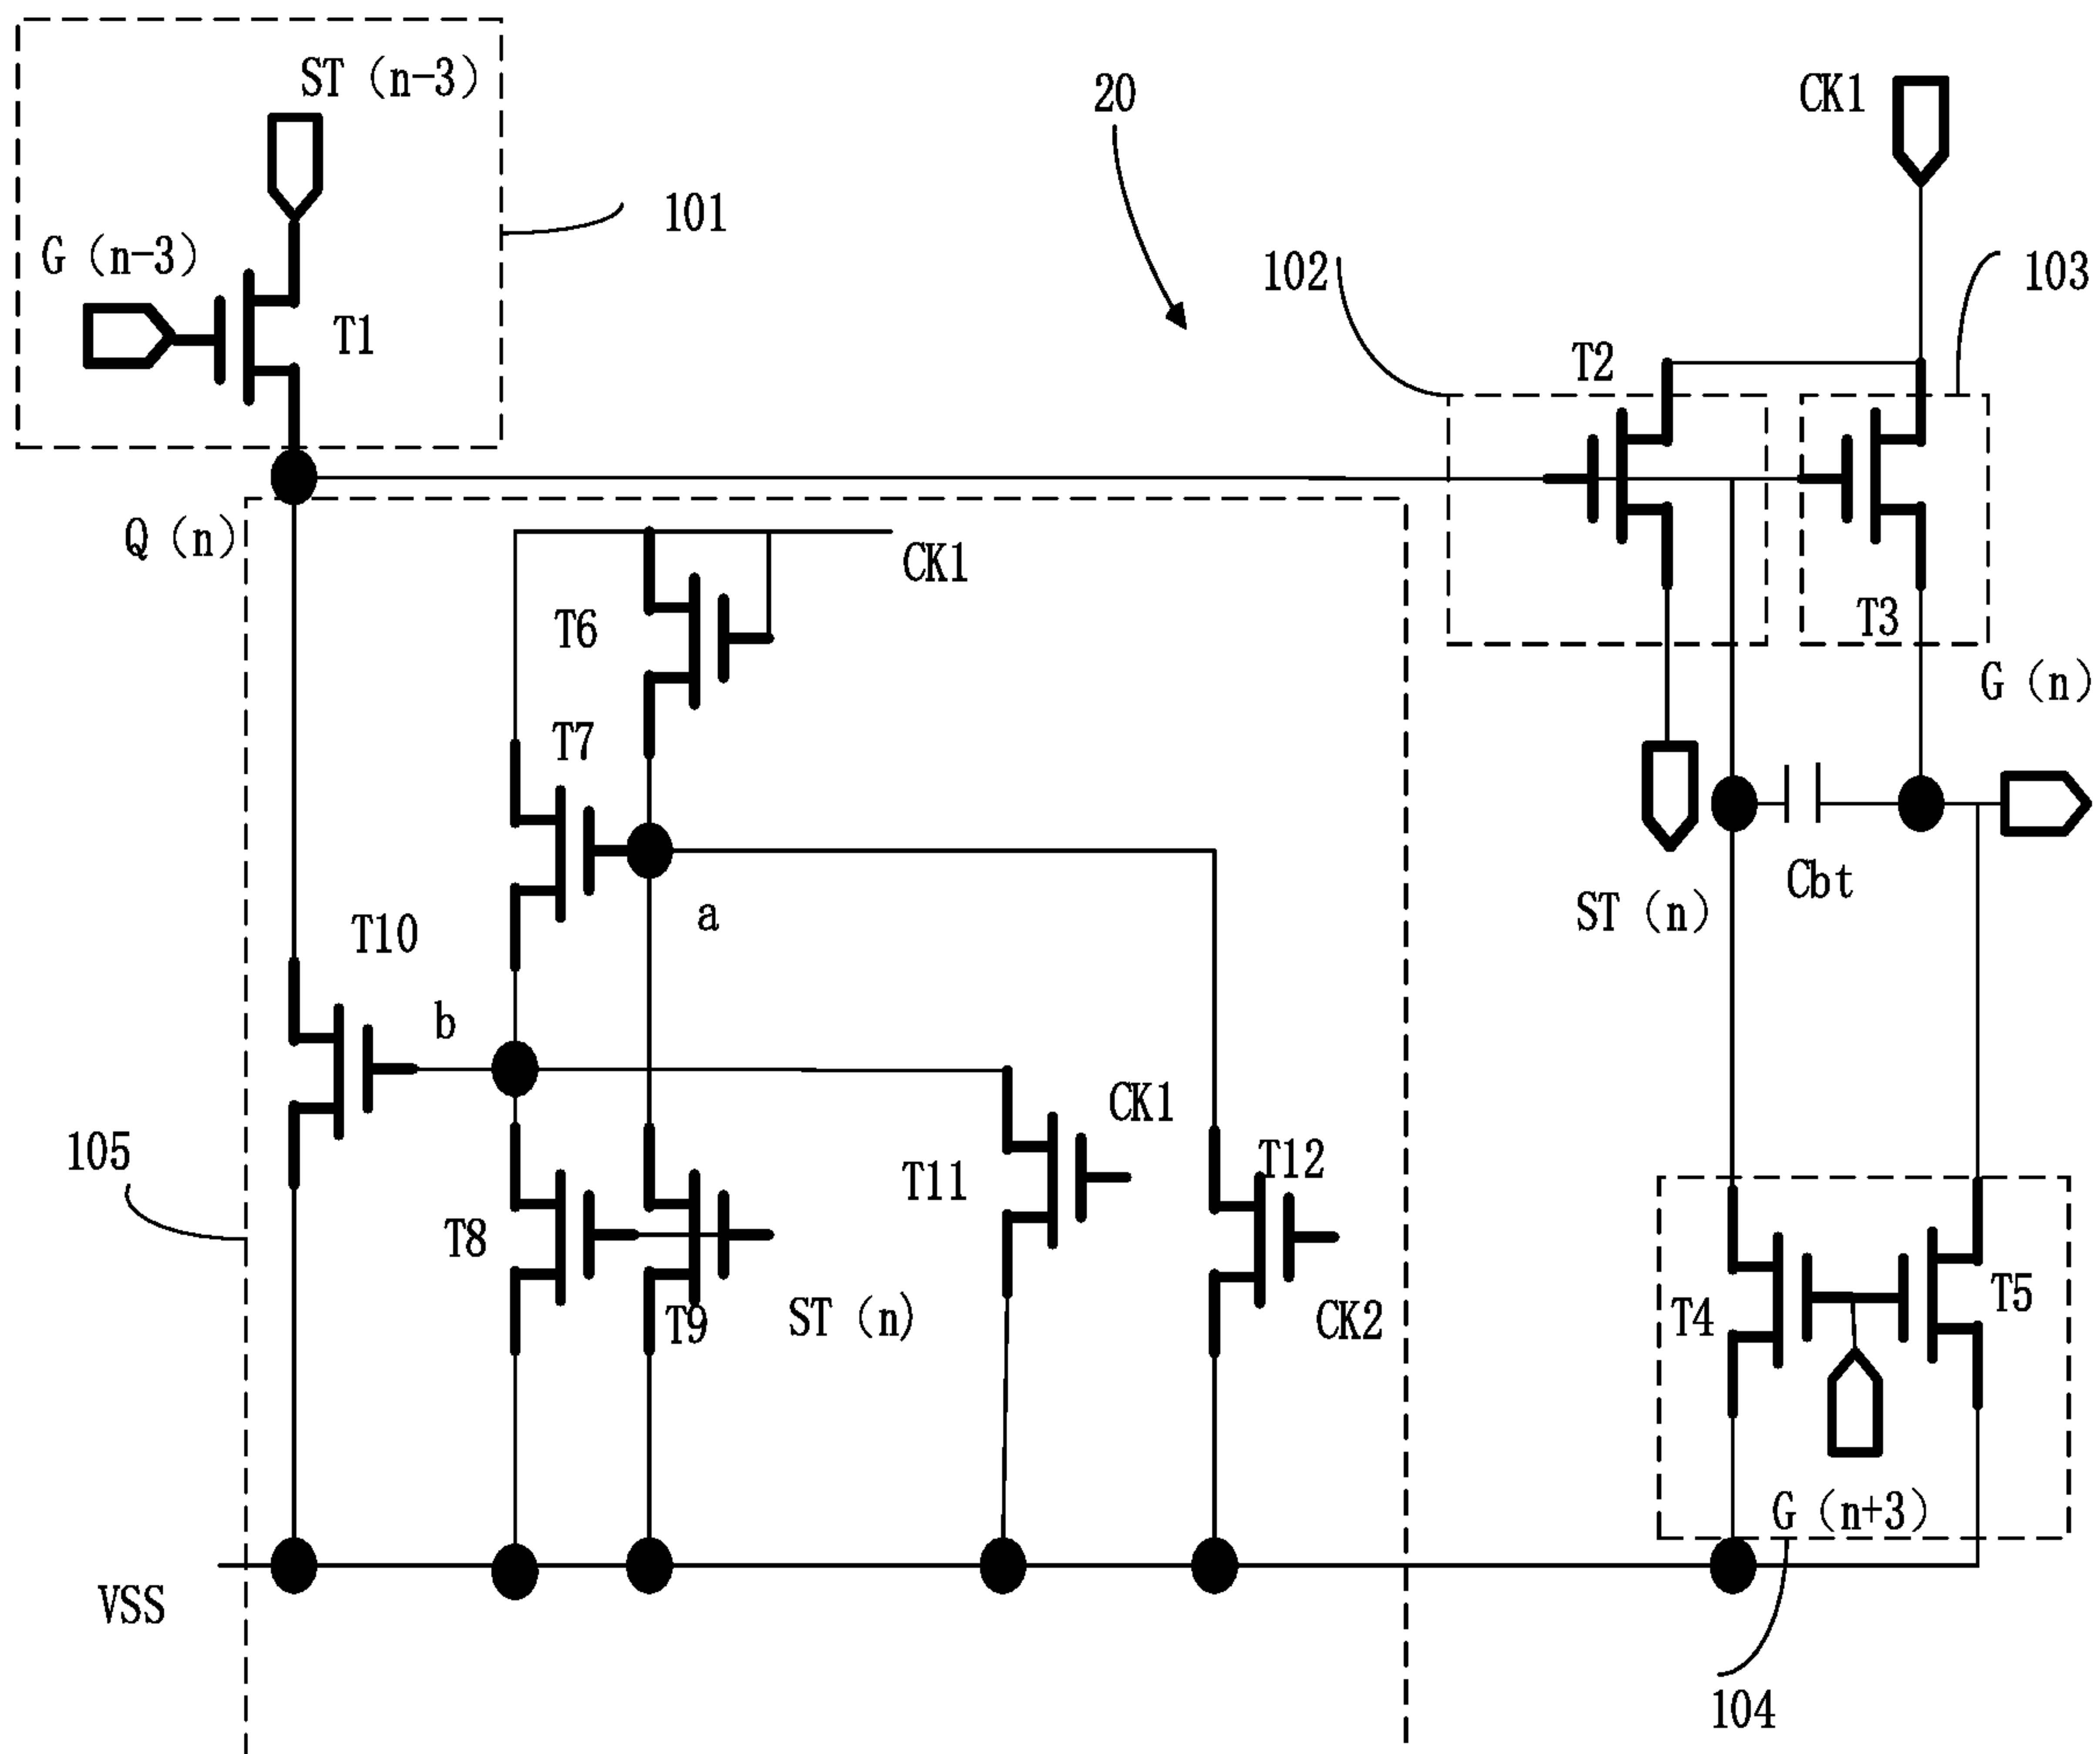 ST (n-3)
20
CK1
101
G (n-3)
102
103
T1
T2
Q (n)
CK1
T6
T3
G (n)
T7
Cbt
a
ST (n)
T10
b
CK1
105
T12
T11
T8
T4
T5
ST (n)
T9
CK2
G (n+3)
VSS
104